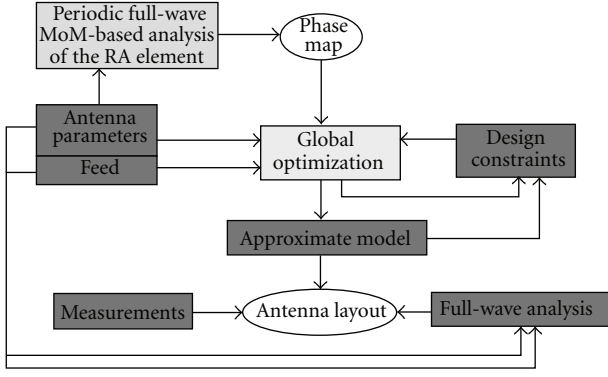 Periodic full-wave
MoM-based analysis
of the RA element
Phase
map
Antenna
parameters
Feed
Global
optimization
Design
constraints
Approximate model
Measurements
Antenna layout
Full-wave analysis